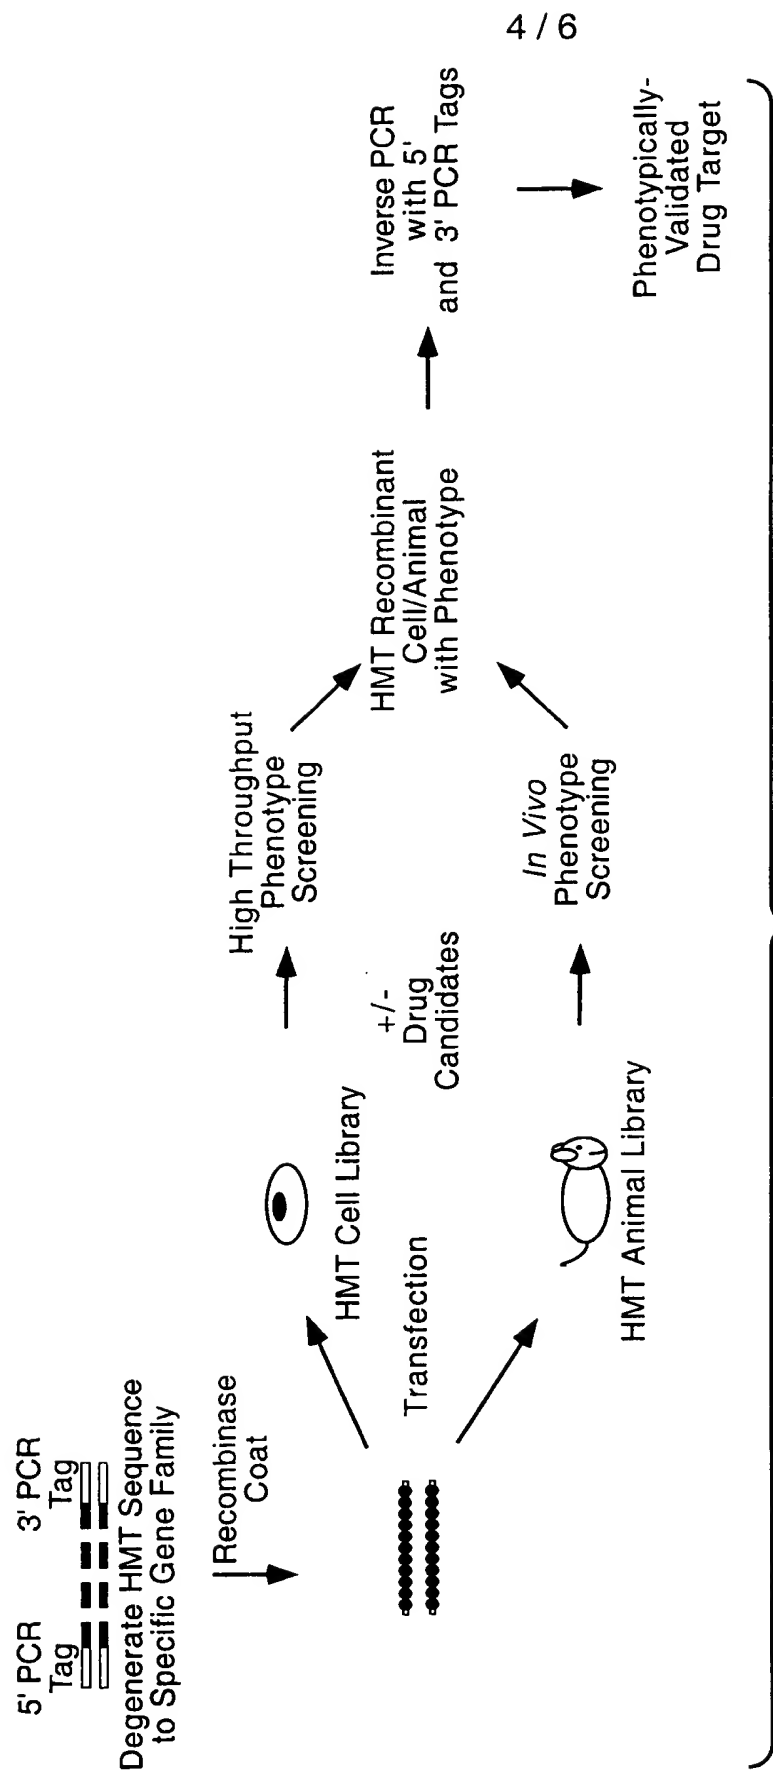 4 / 6
5' PCR
Tag
3' PCR
Tag
Degenerate HMT Sequence
to Specific Gene Family
Recombinase
Coat
Transfection
HMT Cell Library
HMT Animal Library
+/-
Drug
Candidates
High Throughput
Phenotype
Screening
In Vivo
Phenotype
Screening
HMT Recombinant
Cell/Animal
with Phenotype
Inverse PCR
with 5'
and 3' PCR Tags
Phenotypically-
Validated
Drug Target